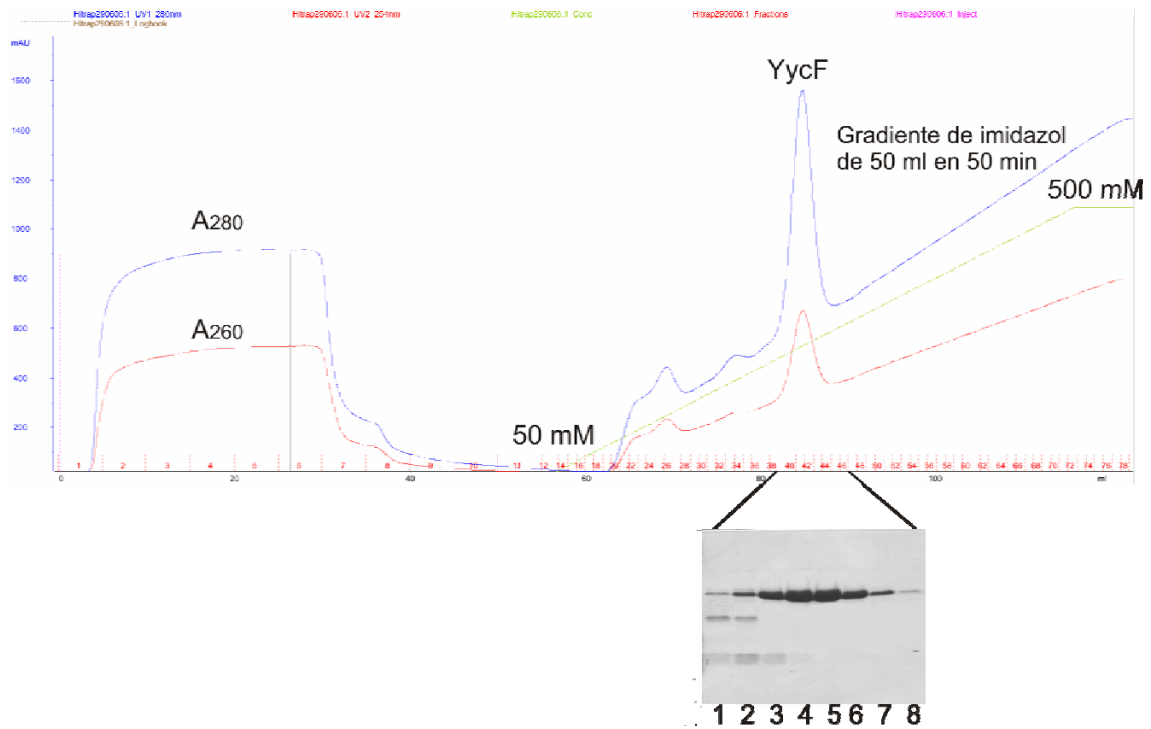 Hitrap290606:1_UV1_280nm Hitrap290606:1_UV2_254nm Hitrap290606:1_Conc Hitrap290606:1_Fractions Hitrap290606:1_Inject
Hitrap290606:1_Logbook
mAU
YycF
1500
1400
Gradiente de imidazol
de 50 ml en 50 min
1200
500 mM
1000
A280
800
600
A260
400
200
50 mM
1 2 3 4 5 6 7 8 9 10 12 14 16 18 20 22 24 26 28 30 32 34 36 38 40 42 44 46 48 50 52 54 56 58 60 62 64 66 68 70 72 74 76 78
0 20 40 60 80 100 ml
1 2 3 4 5 6 7 8